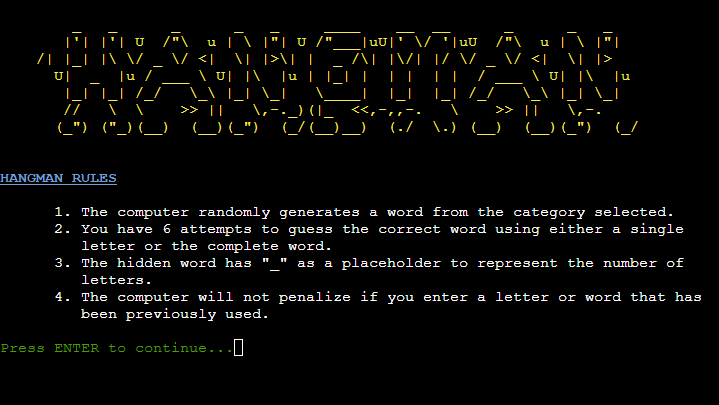 HANGMAN
HANGMAN RULES
1. The computer randomly generates a word from the category selected.
2. You have 6 attempts to guess the correct word using either a single
letter or the complete word.
3. The hidden word has "_" as a placeholder to represent the number of
letters.
4. The computer will not penalize if you enter a letter or word that has
been previously used.
Press ENTER to continue...